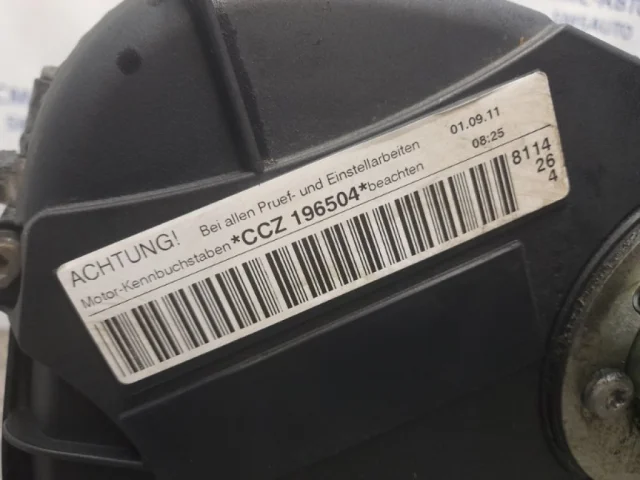 ACHTUNG! Bei allen Pruef- und Einstellarbeiten 01.09.11
Motor-Kennbuchstaben *CCZ 196504* beachten 08:25
8114
26
4